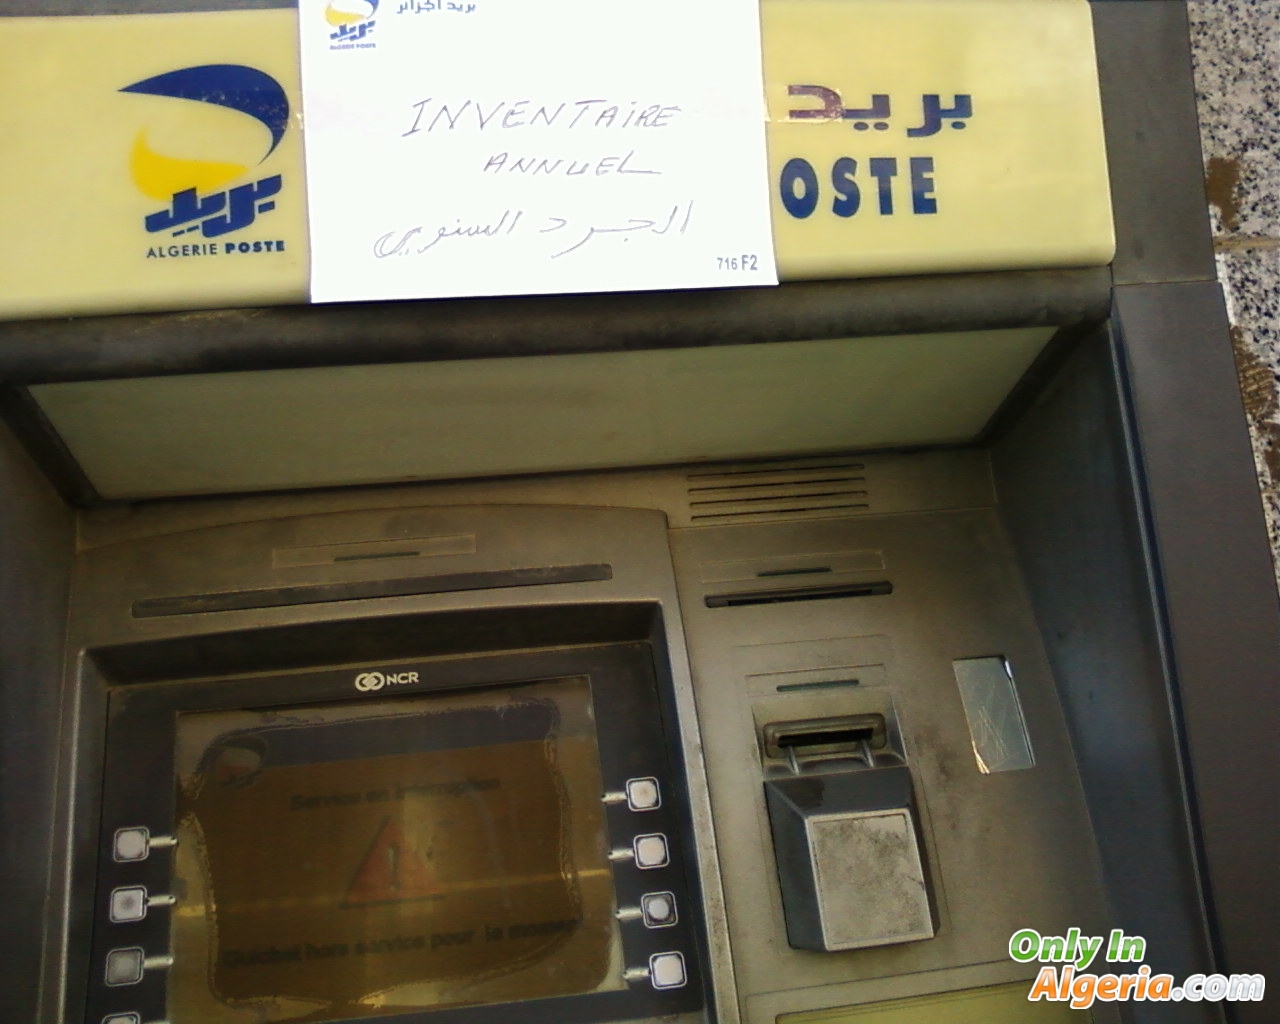 بريد الجزائر
بريد
ALGERIE POSTE
INVENTAIRE
ANNUEL
الجرد السنوي
716 F2
بريد
ALGERIE POSTE
بريد
POSTE
NCR
Service en interruption
Guichet hors service pour le moment
Only In
Algeria.com